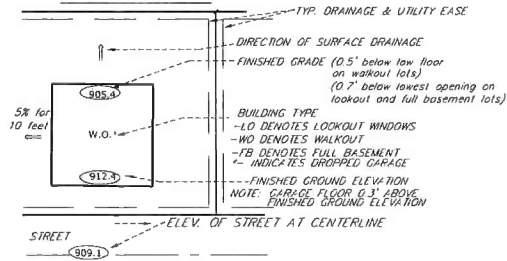 TYP. DRAINAGE & UTILITY EASE
DIRECTION OF SURFACE DRAINAGE
FINISHED GRADE (0.5' below low floor
on walkout lots)
(0.7' below lowest opening on
lookout and full basement lots)
905.4
5% for
10 feet
W.O.*
BUILDING TYPE
LO DENOTES LOOKOUT WINDOWS
WO DENOTES WALKOUT
FB DENOTES FULL BASEMENT
*- INDICATES DROPPED GARAGE
912.4
FINISHED GROUND ELEVATION
NOTE: GARAGE FLOOR 0.3' ABOVE
FINISHED GROUND ELEVATION
ELEV. OF STREET AT CENTERLINE
STREET
909.1